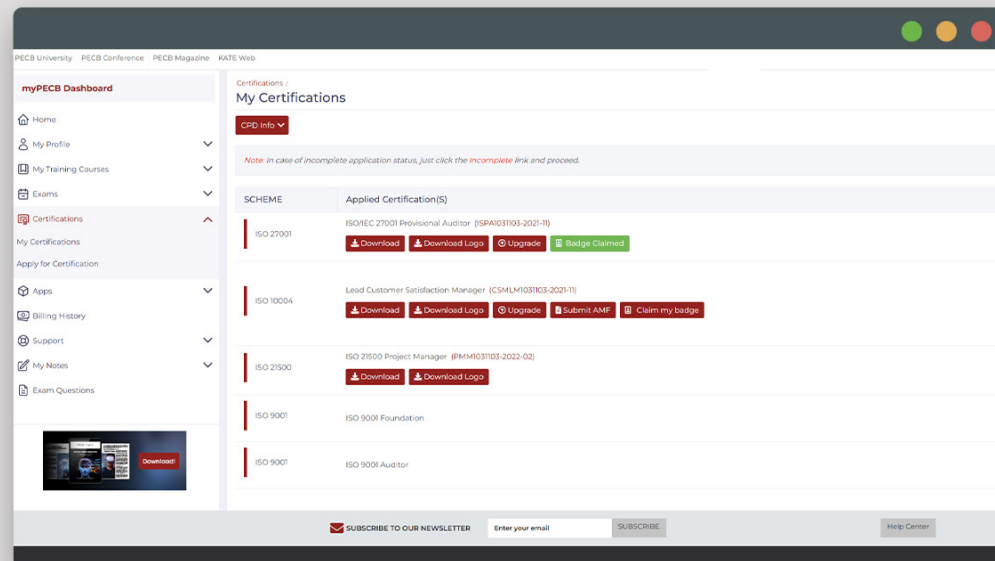 PECB University PECB Conference PECB Magazine KATE Web
myPECB Dashboard
Home
My Profile
My Training Courses
Exams
Certifications
My Certifications
Apply for Certification
Apps
Billing History
Support
My Notes
Exam Questions
Download!
Certifications /
My Certifications
CPD Info
Note: In case of incomplete application status, just click the Incomplete link and proceed.
SCHEME Applied Certification(S)
ISO 27001
ISO/IEC 27001 Provisional Auditor (ISPA1031103-2021-11)
Download Download Logo Upgrade Badge Claimed
ISO 10004
Lead Customer Satisfaction Manager (CSMLM1031103-2021-11)
Download Download Logo Upgrade Submit AMF Claim my badge
ISO 21500
ISO 21500 Project Manager (PMM1031103-2022-02)
Download Download Logo
ISO 9001 ISO 9001 Foundation
ISO 9001 ISO 9001 Auditor
SUBSCRIBE TO OUR NEWSLETTER Enter your email SUBSCRIBE Help Center